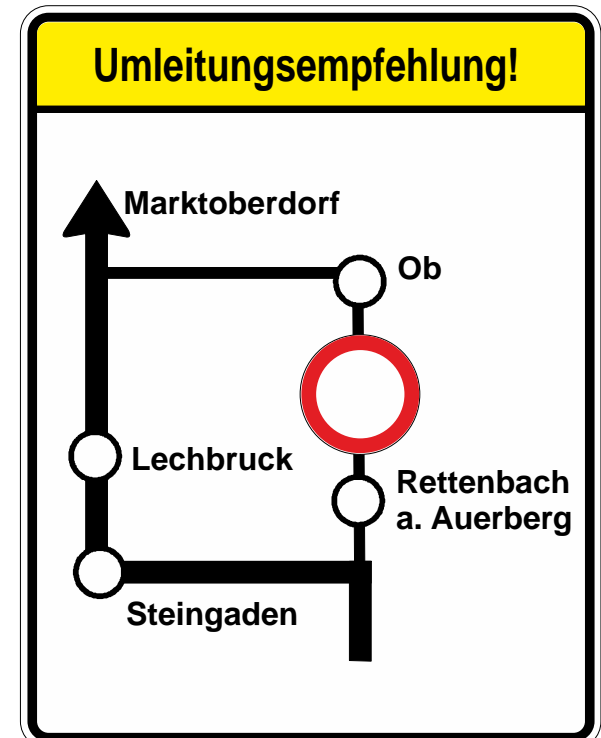 Umleitungsempfehlung!
Marktoberdorf
Ob
Lechbruck
Rettenbach
a. Auerberg
Steingaden